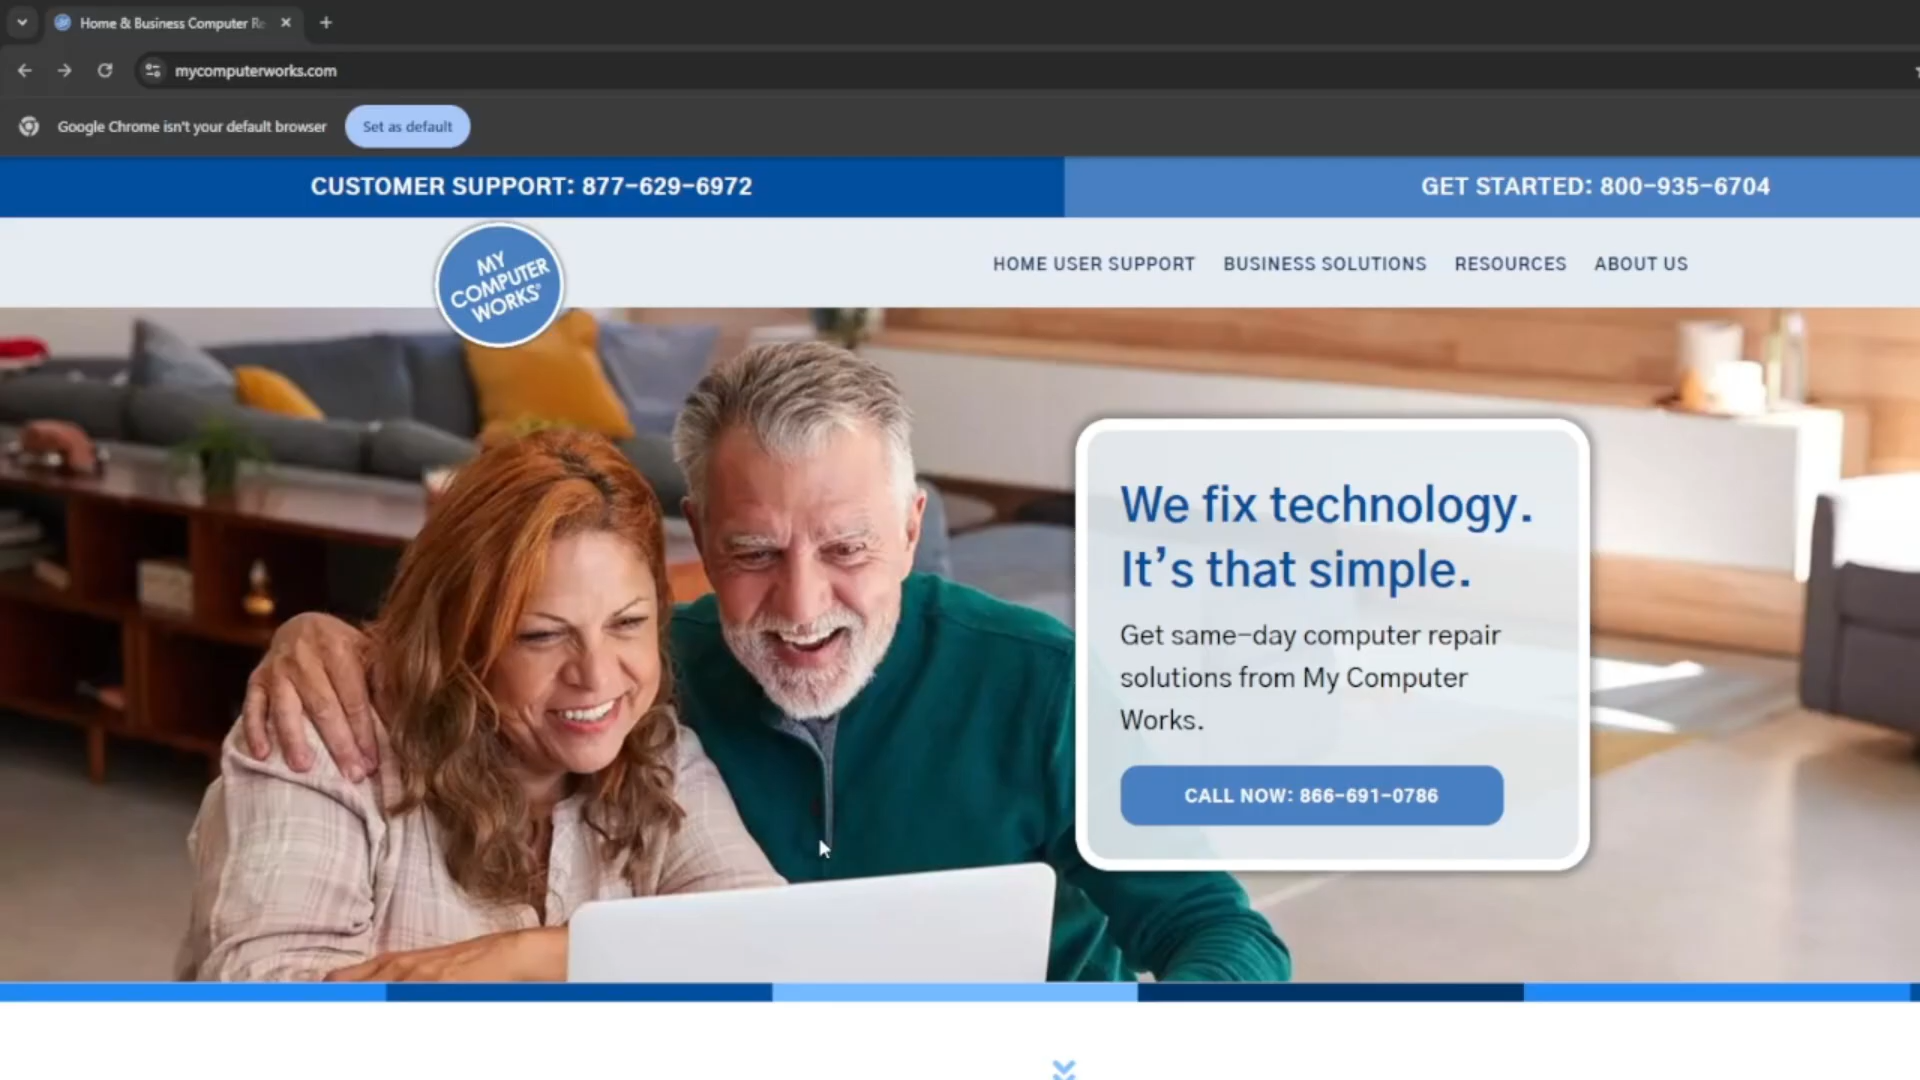 Home & Business Computer Re
mycomputerworks.com
Google Chrome isn't your default browser
Set as default
CUSTOMER SUPPORT: 877-629-6972
GET STARTED: 800-935-6704
MY
COMPUTER
WORKS®
HOME USER SUPPORT
BUSINESS SOLUTIONS
RESOURCES
ABOUT US
We fix technology.
It's that simple.
Get same-day computer repair
solutions from My Computer
Works.
CALL NOW: 866-691-0786